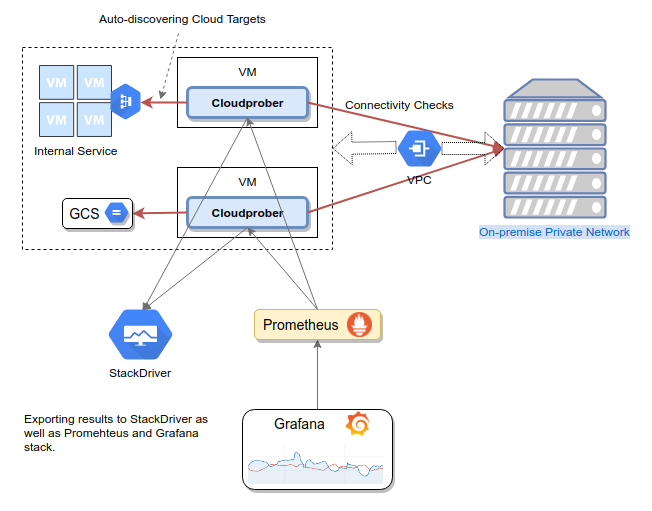 Auto-discovering Cloud Targets
VM
VM VM
Cloudprober
Connectivity Checks
VM VM
Internal Service
VPC
VM
GCS
Cloudprober
On-premise Private Network
Prometheus
StackDriver
Exporting results to StackDriver as
well as Promehteus and Grafana
stack.
Grafana